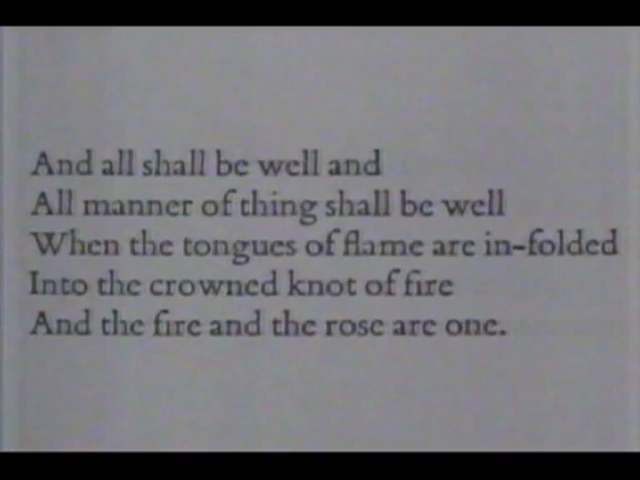 And all shall be well and
All manner of thing shall be well
When the tongues of flame are in-folded
Into the crowned knot of fire
And the fire and the rose are one.